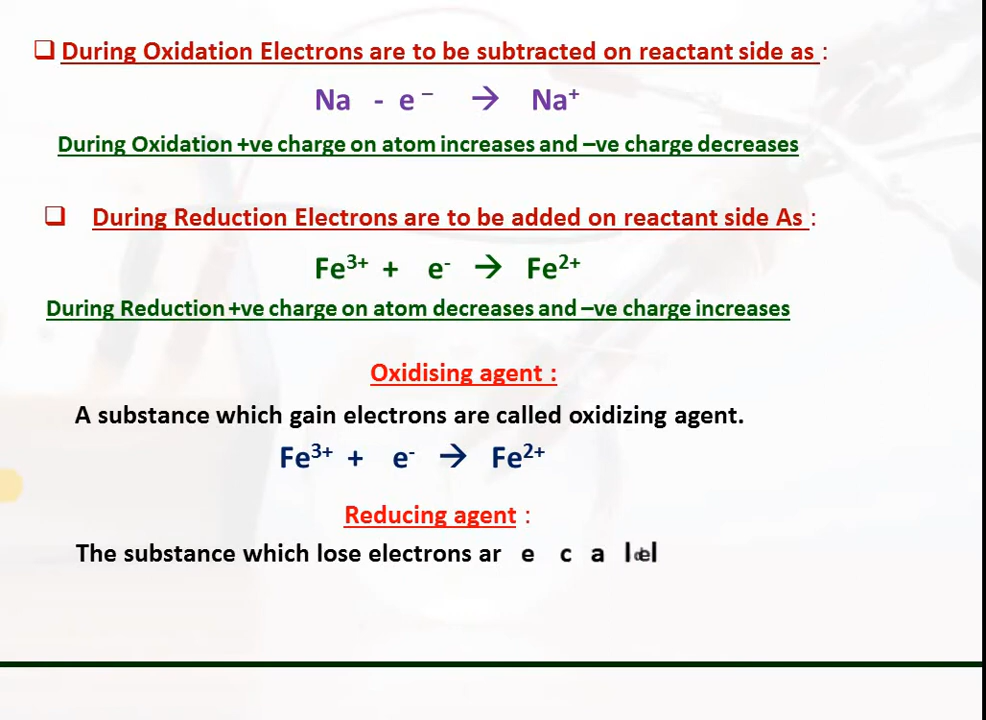 ❑ During Oxidation Electrons are to be subtracted on reactant side as :
Na - e⁻ → Na⁺
During Oxidation +ve charge on atom increases and –ve charge decreases
❑ During Reduction Electrons are to be added on reactant side As :
Fe³⁺ + e⁻ → Fe²⁺
During Reduction +ve charge on atom decreases and –ve charge increases
Oxidising agent :
A substance which gain electrons are called oxidizing agent.
Fe³⁺ + e⁻ → Fe²⁺
Reducing agent :
The substance which lose electrons ar e c a l